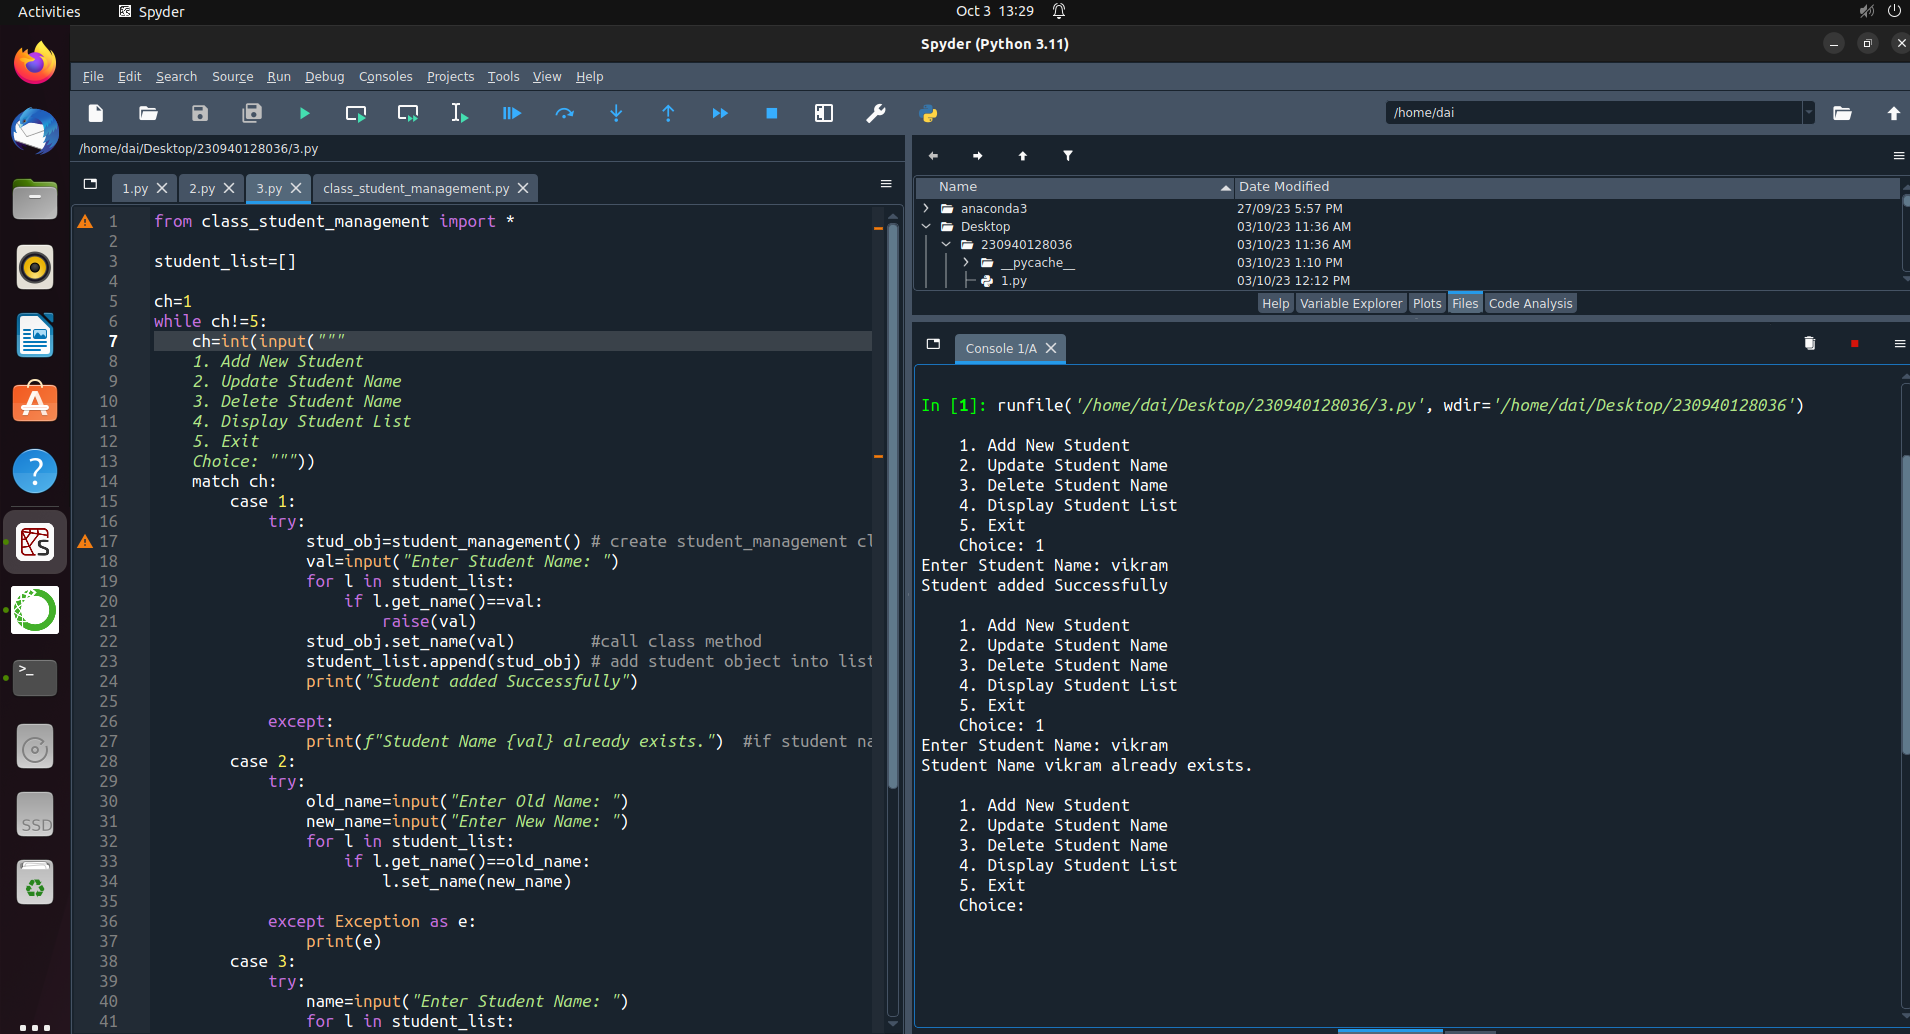 Activities Spyder Oct 3 13:29
Spyder (Python 3.11)
File Edit Search Source Run Debug Consoles Projects Tools View Help
/home/dai
/home/dai/Desktop/230940128036/3.py
1.py 2.py 3.py class_student_management.py
1 from class_student_management import *
2
3 student_list=[]
4
5 ch=1
6 while ch!=5:
7 ch=int(input("""
8 1. Add New Student
9 2. Update Student Name
10 3. Delete Student Name
11 4. Display Student List
12 5. Exit
13 Choice: """))
14 match ch:
15 case 1:
16 try:
17 stud_obj=student_management() # create student_management cl
18 val=input("Enter Student Name: ")
19 for l in student_list:
20 if l.get_name()==val:
21 raise(val)
22 stud_obj.set_name(val) #call class method
23 student_list.append(stud_obj) # add student object into list
24 print("Student added Successfully")
25
26 except:
27 print(f"Student Name {val} already exists.") #if student na
28 case 2:
29 try:
30 old_name=input("Enter Old Name: ")
31 new_name=input("Enter New Name: ")
32 for l in student_list:
33 if l.get_name()==old_name:
34 l.set_name(new_name)
35
36 except Exception as e:
37 print(e)
38 case 3:
39 try:
40 name=input("Enter Student Name: ")
41 for l in student_list:
Name Date Modified
anaconda3 27/09/23 5:57 PM
Desktop 03/10/23 11:36 AM
230940128036 03/10/23 11:36 AM
__pycache__ 03/10/23 1:10 PM
1.py 03/10/23 12:12 PM
Help Variable Explorer Plots Files Code Analysis
Console 1/A
In [1]: runfile('/home/dai/Desktop/230940128036/3.py', wdir='/home/dai/Desktop/230940128036')
1. Add New Student
2. Update Student Name
3. Delete Student Name
4. Display Student List
5. Exit
Choice: 1
Enter Student Name: vikram
Student added Successfully
1. Add New Student
2. Update Student Name
3. Delete Student Name
4. Display Student List
5. Exit
Choice: 1
Enter Student Name: vikram
Student Name vikram already exists.
1. Add New Student
2. Update Student Name
3. Delete Student Name
4. Display Student List
5. Exit
Choice:
SSD